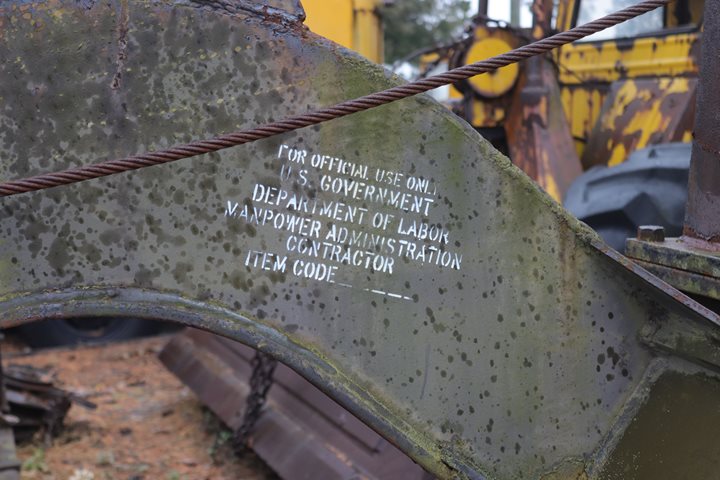 FOR OFFICIAL USE ONLY
U.S. GOVERNMENT
DEPARTMENT OF LABOR
MANPOWER ADMINISTRATION
CONTRACTOR
ITEM CODE